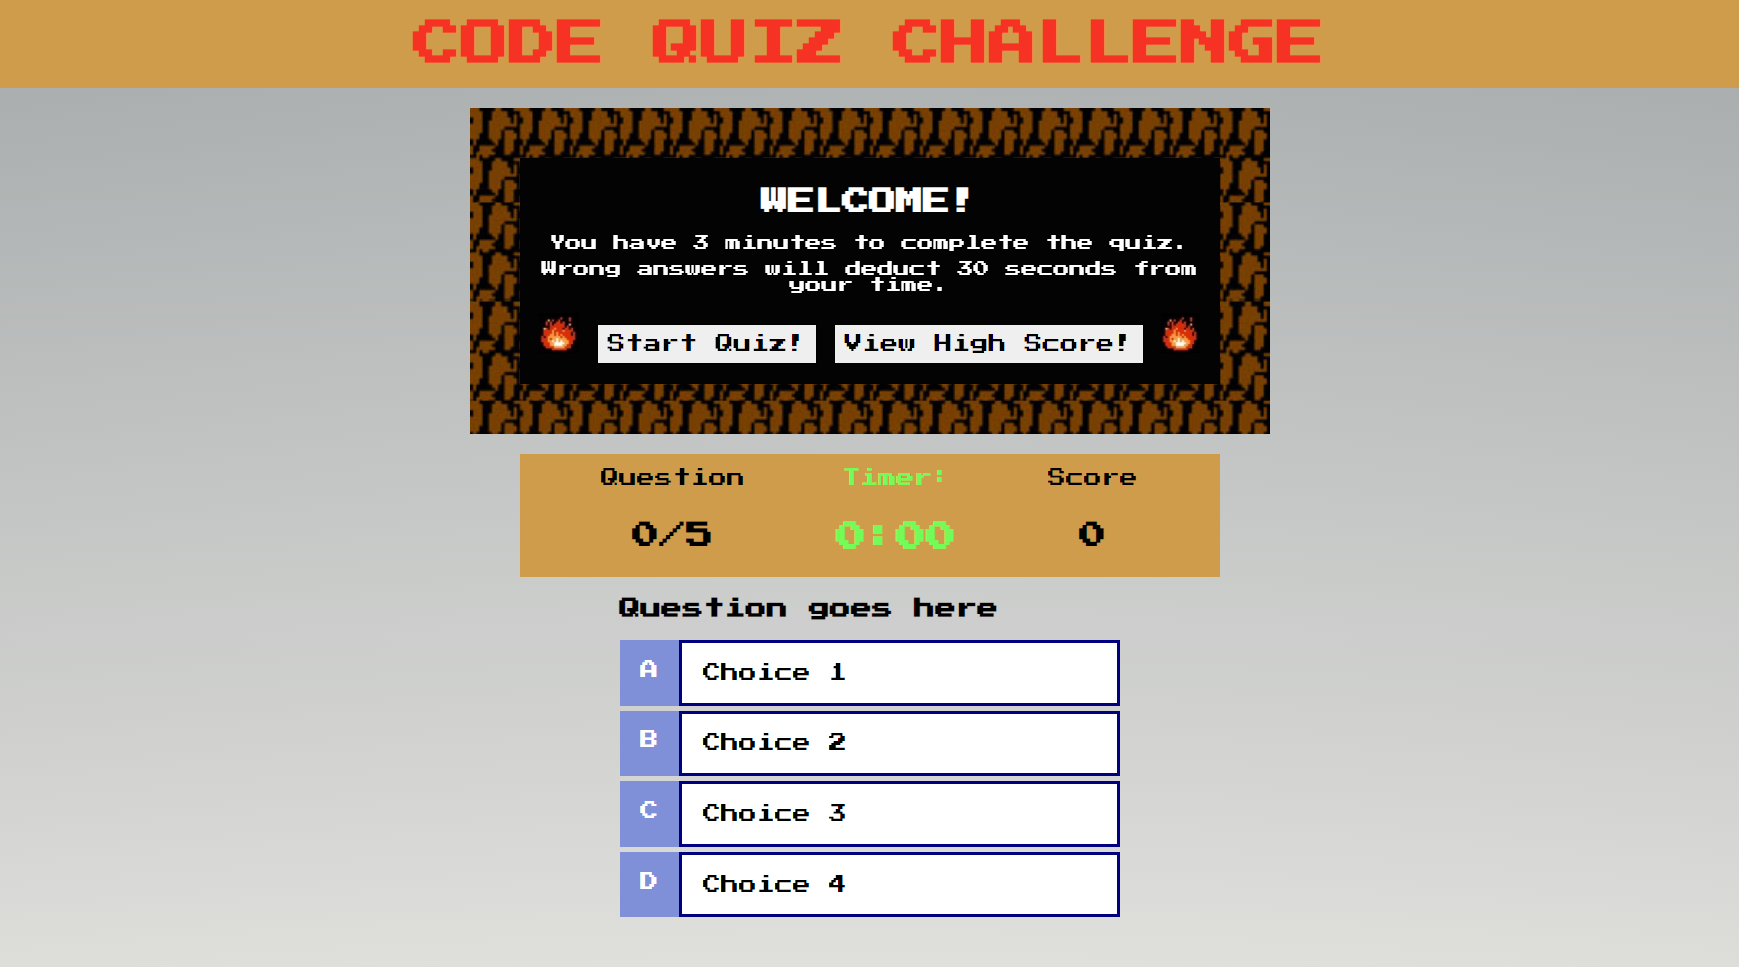 CODE QUIZ CHALLENGE
WELCOME!
You have 3 minutes to complete the quiz.
Wrong answers will deduct 30 seconds from
your time.
Start Quiz! View High Score!
Question Timer: Score
0/5 0:00 0
Question goes here
A Choice 1
B Choice 2
C Choice 3
D Choice 4